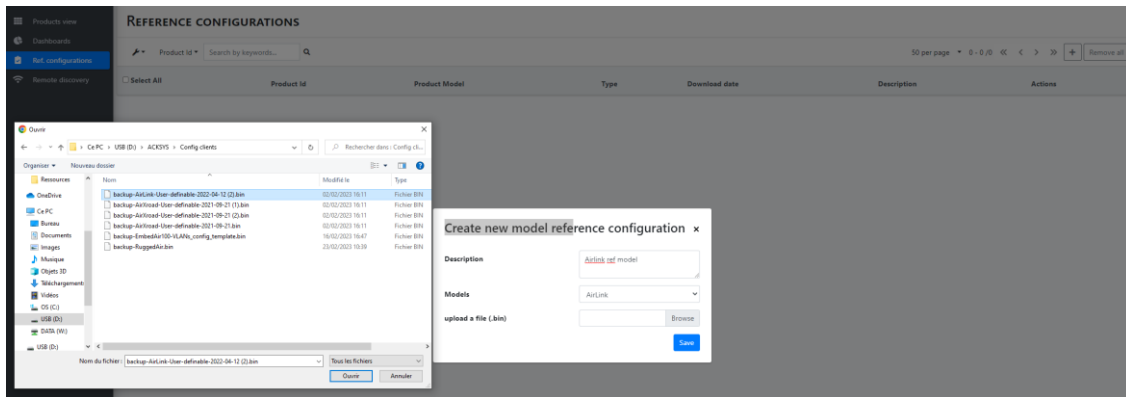 Products view
Dashboards
Ref. configurations
Remote discovery
REFERENCE CONFIGURATIONS
Product Id
Search by keywords...
50 per page
0 - 0 /0
Remove all
Select All Product Id Product Model Type Download date Description Actions
Ouvrir
Ce PC > USB (D:) > ACKSYS > Config clients
Rechercher dans : Config cli...
Organiser Nouveau dossier
Ressources
OneDrive
Ce PC
Bureau
Documents
Images
Musique
Objets 3D
Téléchargements
Vidéos
OS (C:)
USB (D:)
DATA (W:)
USB (D:)
Nom Modifié le Type
backup-AirLink-User-definable-2022-04-12 (2).bin 02/02/2023 16:11 Fichier BIN
backup-AirXroad-User-definable-2021-09-21 (1).bin 02/02/2023 16:11 Fichier BIN
backup-AirXroad-User-definable-2021-09-21 (2).bin 02/02/2023 16:11 Fichier BIN
backup-AirXroad-User-definable-2021-09-21.bin 02/02/2023 16:11 Fichier BIN
backup-EmbedAir100-VLANs_config_template.bin 16/02/2023 16:47 Fichier BIN
backup-RuggedAir.bin 23/02/2023 10:39 Fichier BIN
Nom du fichier : backup-AirLink-User-definable-2022-04-12 (2).bin
Tous les fichiers
Ouvrir Annuler
Create new model reference configuration ×
Description Airlink ref model
Models AirLink
upload a file (.bin) Browse
Save